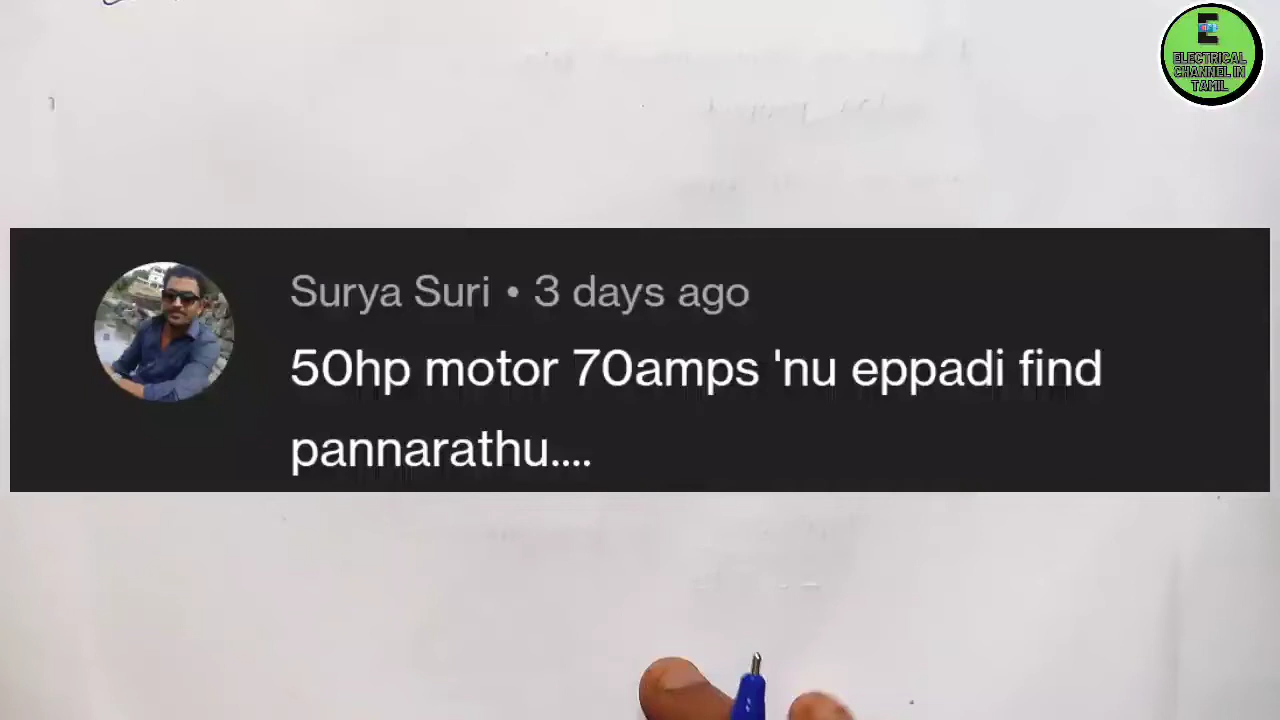 ELECTRICAL
CHANNEL IN
TAMIL
Surya Suri • 3 days ago
50hp motor 70amps 'nu eppadi find
pannarathu....